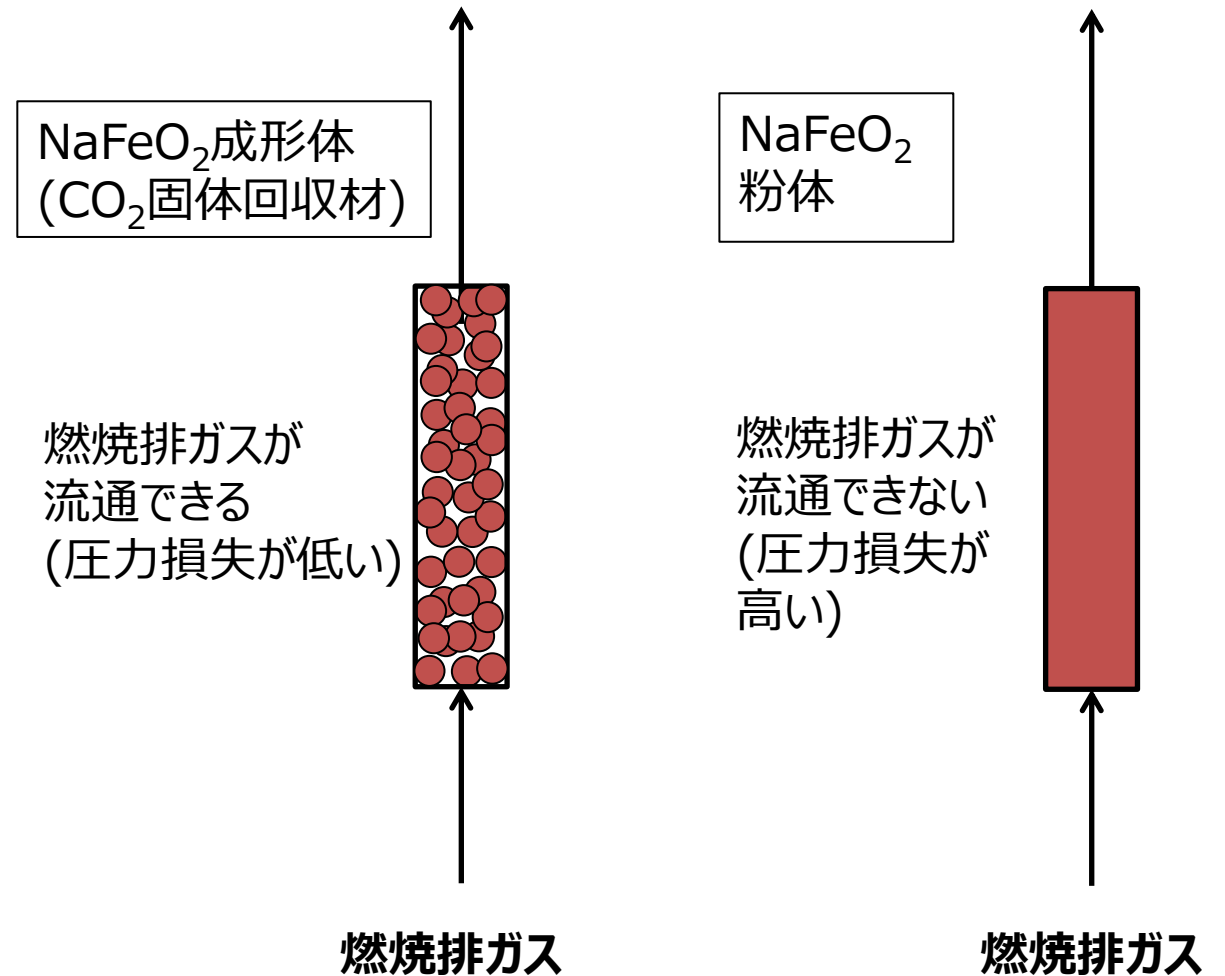 NaFeO₂成形体
(CO₂固体回収材)
燃焼排ガスが
流通できる
(圧力損失が低い)
燃焼排ガス
NaFeO₂
粉体
燃焼排ガスが
流通できない
(圧力損失が
高い)
燃焼排ガス